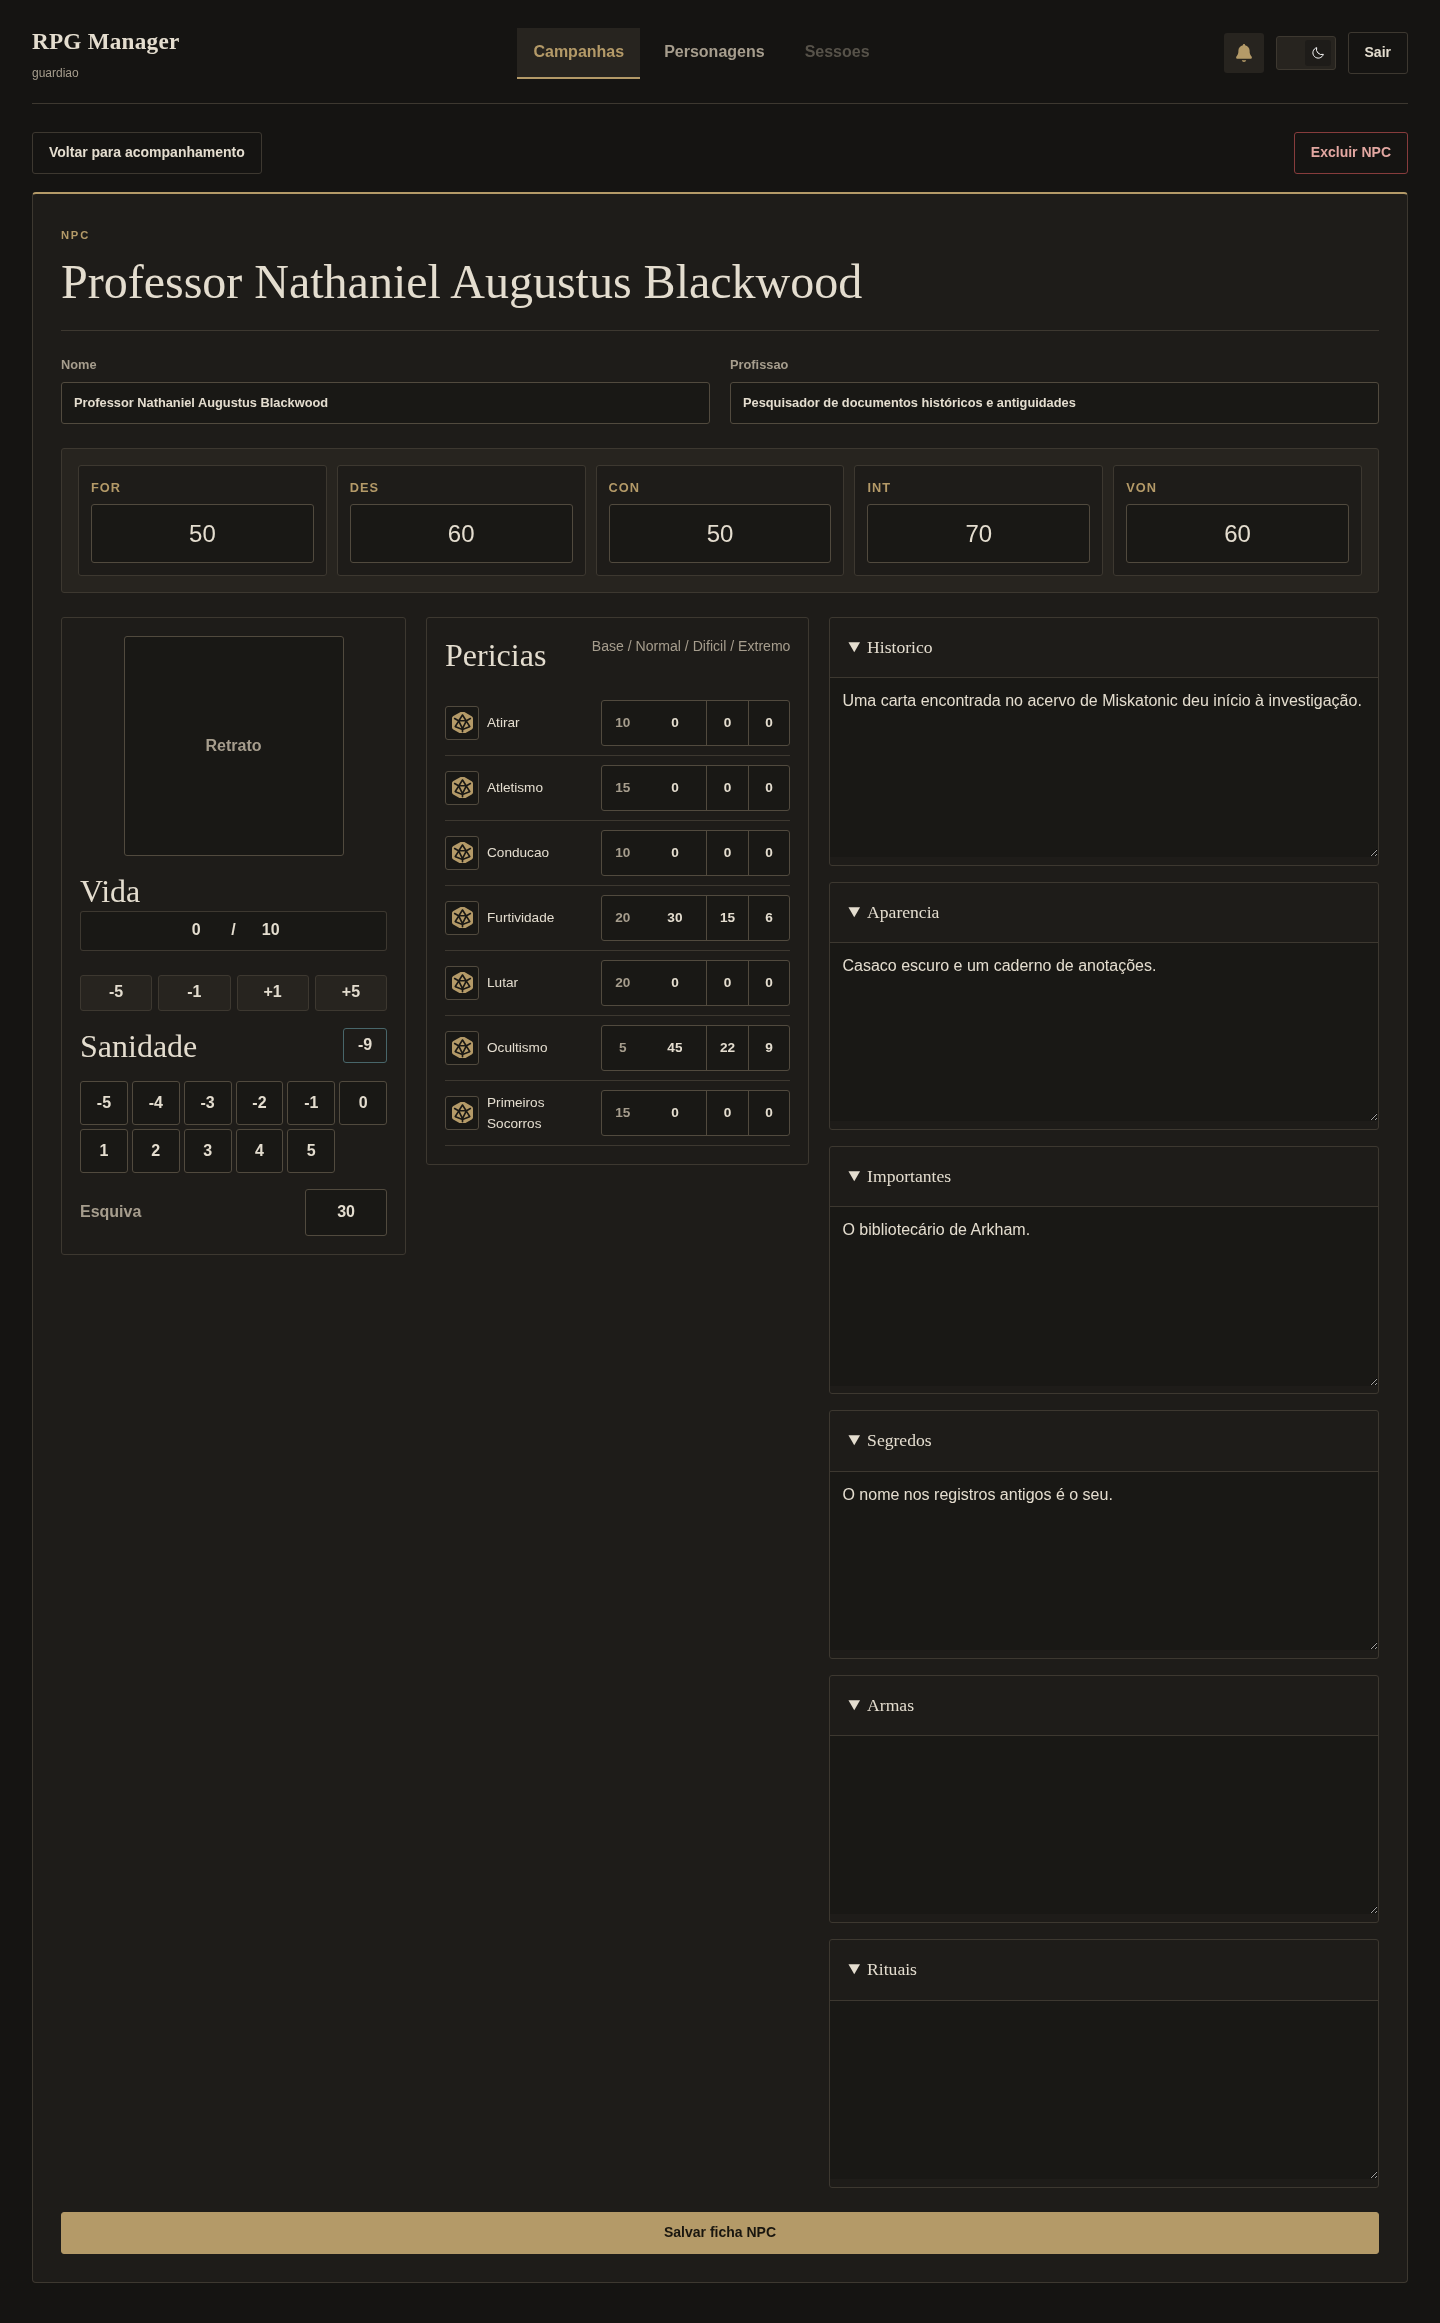 RPG Manager
guardiao
Campanhas
Personagens
Sessoes
Sair
Voltar para acompanhamento
Excluir NPC
NPC
Professor Nathaniel Augustus Blackwood
Nome
Professor Nathaniel Augustus Blackwood
Profissao
Pesquisador de documentos históricos e antiguidades
FOR
50
DES
60
CON
50
INT
70
VON
60
Retrato
Vida
0 / 10
-5 -1 +1 +5
Sanidade -9
-5 -4 -3 -2 -1 0
1 2 3 4 5
Esquiva 30
Pericias Base / Normal / Dificil / Extremo
Atirar 10 0 0 0
Atletismo 15 0 0 0
Conducao 10 0 0 0
Furtividade 20 30 15 6
Lutar 20 0 0 0
Ocultismo 5 45 22 9
Primeiros
Socorros 15 0 0 0
Historico
Uma carta encontrada no acervo de Miskatonic deu início à investigação.
Aparencia
Casaco escuro e um caderno de anotações.
Importantes
O bibliotecário de Arkham.
Segredos
O nome nos registros antigos é o seu.
Armas
Rituais
Salvar ficha NPC